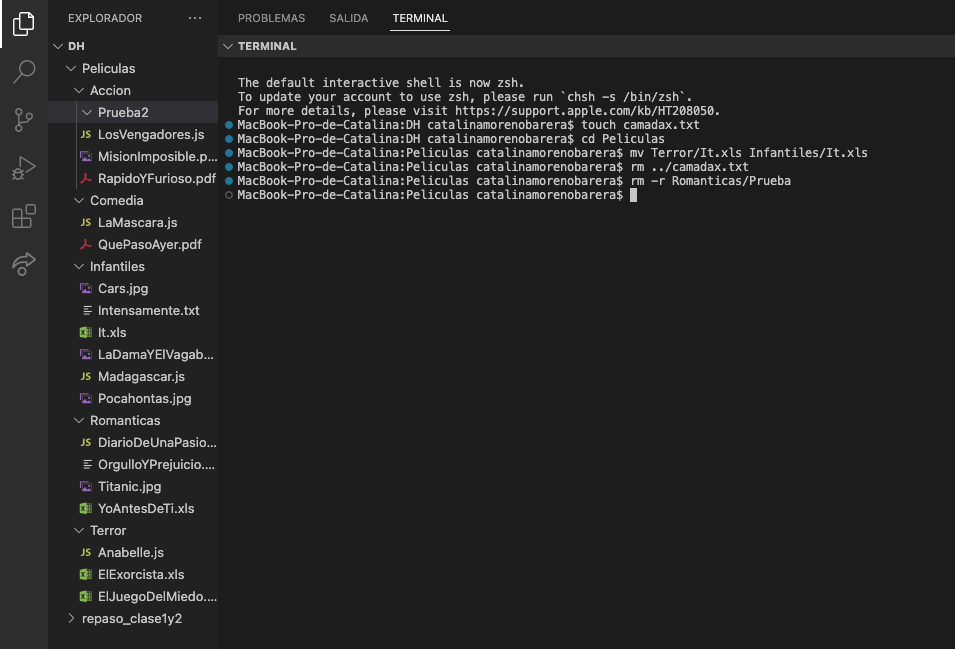 EXPLORADOR ...
DH
Peliculas
Accion
Prueba2
JS LosVengadores.js
MisionImposible.p...
RapidoYFurioso.pdf
Comedia
JS LaMascara.js
QuePasoAyer.pdf
Infantiles
Cars.jpg
Intensamente.txt
It.xls
LaDamaYElVagab...
JS Madagascar.js
Pocahontas.jpg
Romanticas
JS DiarioDeUnaPasio...
OrgulloYPrejuicio....
Titanic.jpg
YoAntesDeTi.xls
Terror
JS Anabelle.js
ElExorcista.xls
ElJuegoDelMiedo....
repaso_clase1y2
PROBLEMAS SALIDA TERMINAL
TERMINAL
The default interactive shell is now zsh.
To update your account to use zsh, please run `chsh -s /bin/zsh`.
For more details, please visit https://support.apple.com/kb/HT208050.
MacBook-Pro-de-Catalina:DH catalinamorenobarera$ touch camadax.txt
MacBook-Pro-de-Catalina:DH catalinamorenobarera$ cd Peliculas
MacBook-Pro-de-Catalina:Peliculas catalinamorenobarera$ mv Terror/It.xls Infantiles/It.xls
MacBook-Pro-de-Catalina:Peliculas catalinamorenobarera$ rm ../camadax.txt
MacBook-Pro-de-Catalina:Peliculas catalinamorenobarera$ rm -r Romanticas/Prueba
MacBook-Pro-de-Catalina:Peliculas catalinamorenobarera$